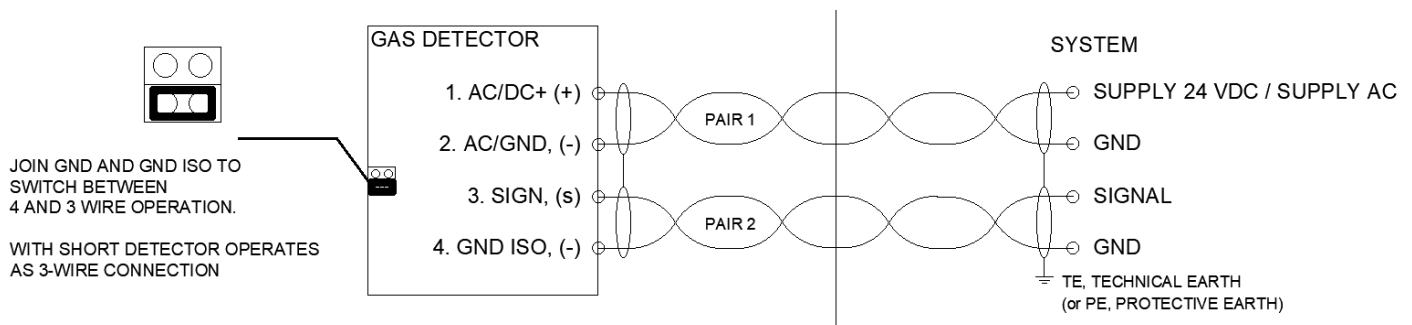 GAS DETECTOR
SYSTEM
1. AC/DC+ (+)
SUPPLY 24 VDC / SUPPLY AC
PAIR 1
2. AC/GND, (-)
GND
JOIN GND AND GND ISO TO
SWITCH BETWEEN
4 AND 3 WIRE OPERATION.
3. SIGN, (s)
SIGNAL
PAIR 2
WITH SHORT DETECTOR OPERATES
AS 3-WIRE CONNECTION
4. GND ISO, (-)
GND
TE, TECHNICAL EARTH
(or PE, PROTECTIVE EARTH)